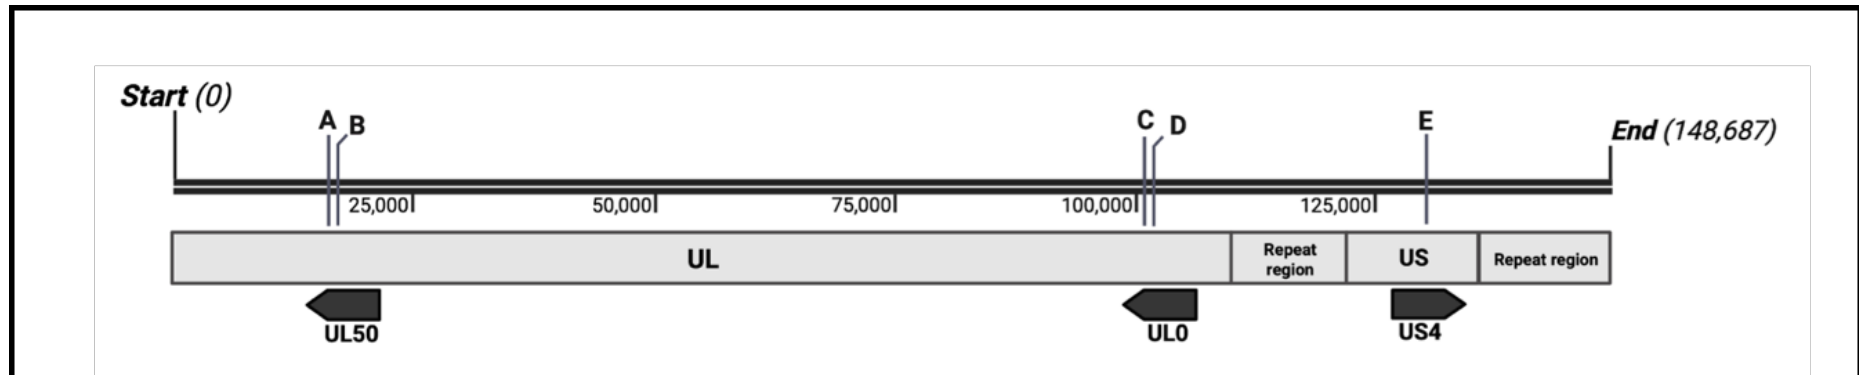 Start (0)
A B C D E
End (148,687)
25,000 50,000 75,000 100,000 125,000
UL
Repeat
region
US
Repeat region
UL50 UL0 US4